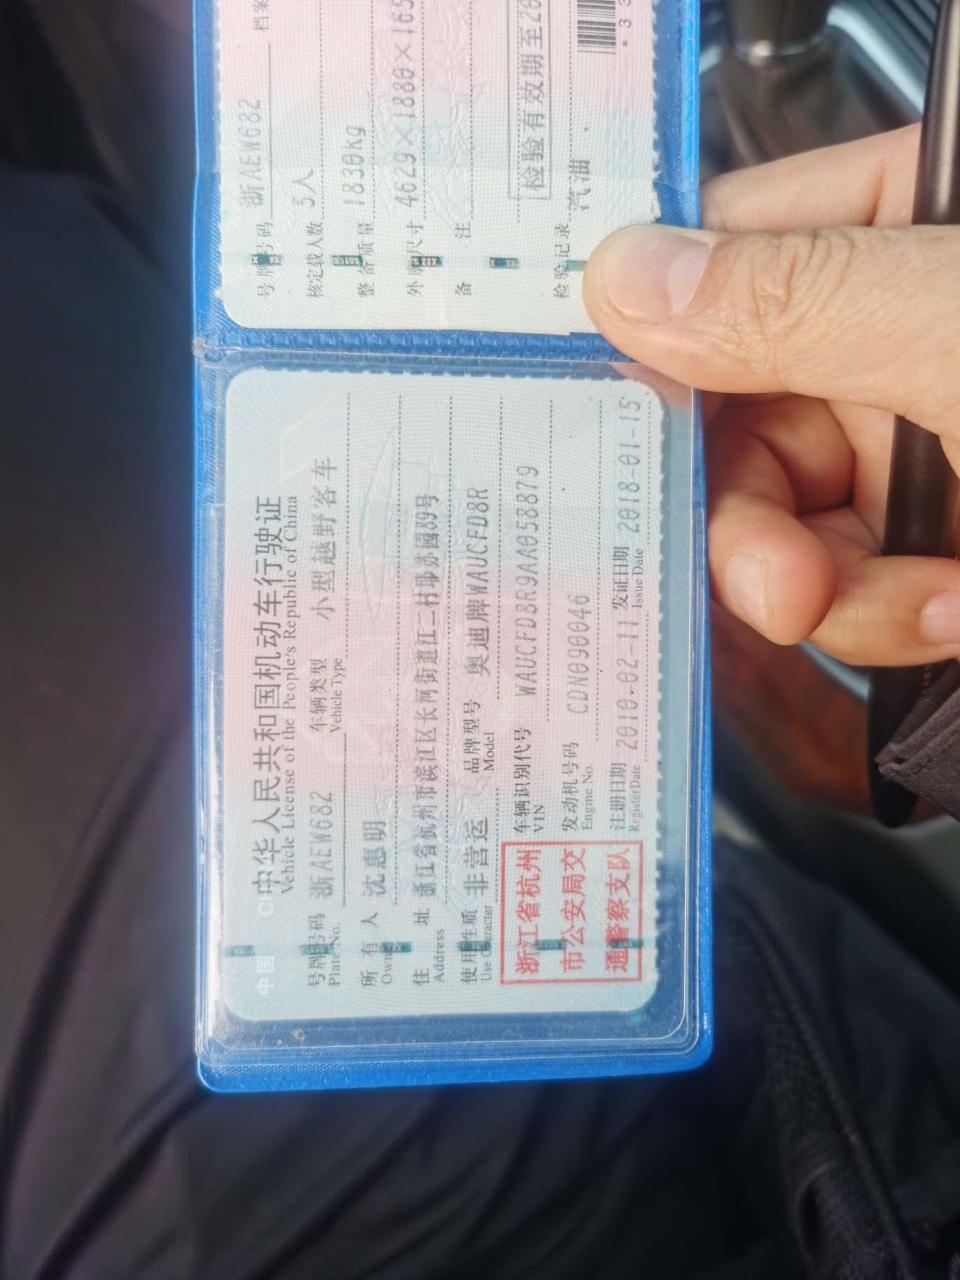 中国 CH
中华人民共和国机动车行驶证
Vehicle License of the People's Republic of China
号牌号码 浙AEW682 车辆类型 小型越野客车
Plate No. Vehicle Type
所有人 沈惠期
Owner
住址 浙江省杭州市滨江区长河街道江二村耶苏园89号
Address
使用性质 非营运 品牌型号 奥迪牌WAUCFD8R
Use Character Model
浙江省杭州
市公安局交
通警察支队
车辆识别代号 WAUCFD8R9AA058879
VIN
发动机号码 CDN090046
Engine No.
注册日期 2010-02-11 发证日期 2018-01-15
Register Date Issue Date
号牌号码 浙AEW682 档案
核定载人数 5人
整备质量 1830kg
外廓尺寸 4629×1880×165
备注
检验有效期至20
检验记录 汽油
*33